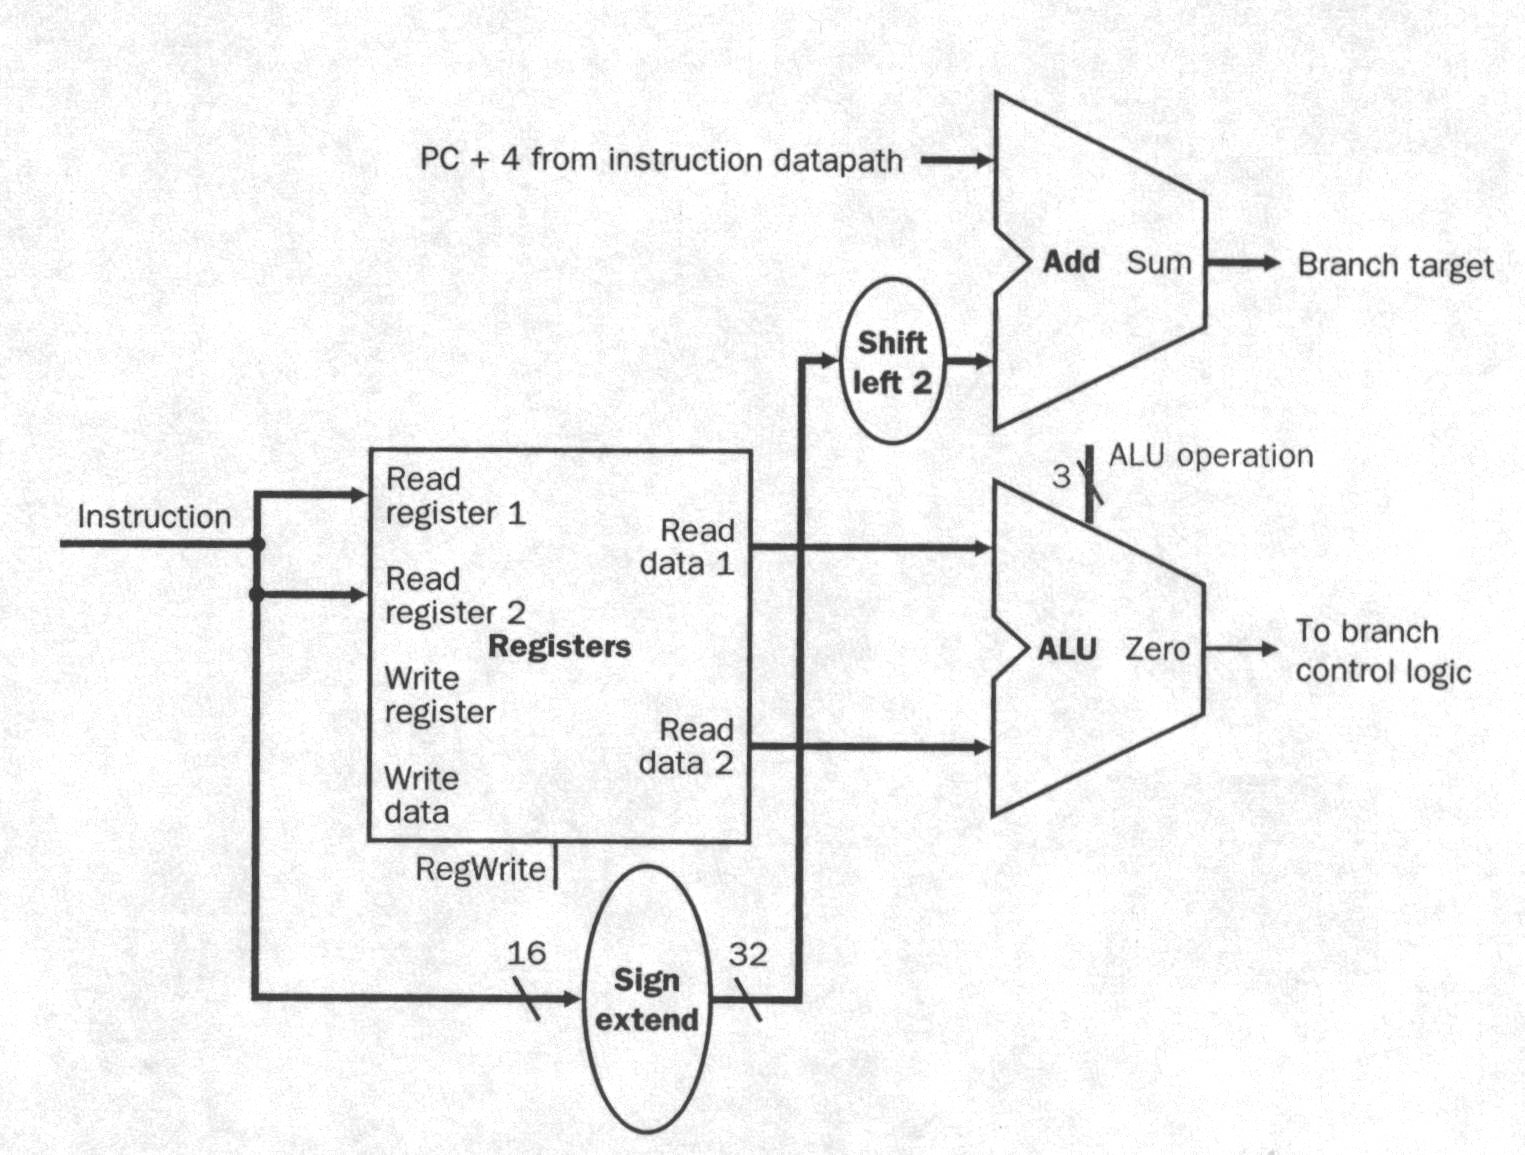 PC + 4 from instruction datapath
Add Sum
Branch target
Shift
left 2
3
ALU operation
Instruction
Read
register 1
Read
data 1
Read
register 2
Registers
Write
register
Read
data 2
Write
data
ALU Zero
To branch
control logic
RegWrite
16
Sign
extend
32